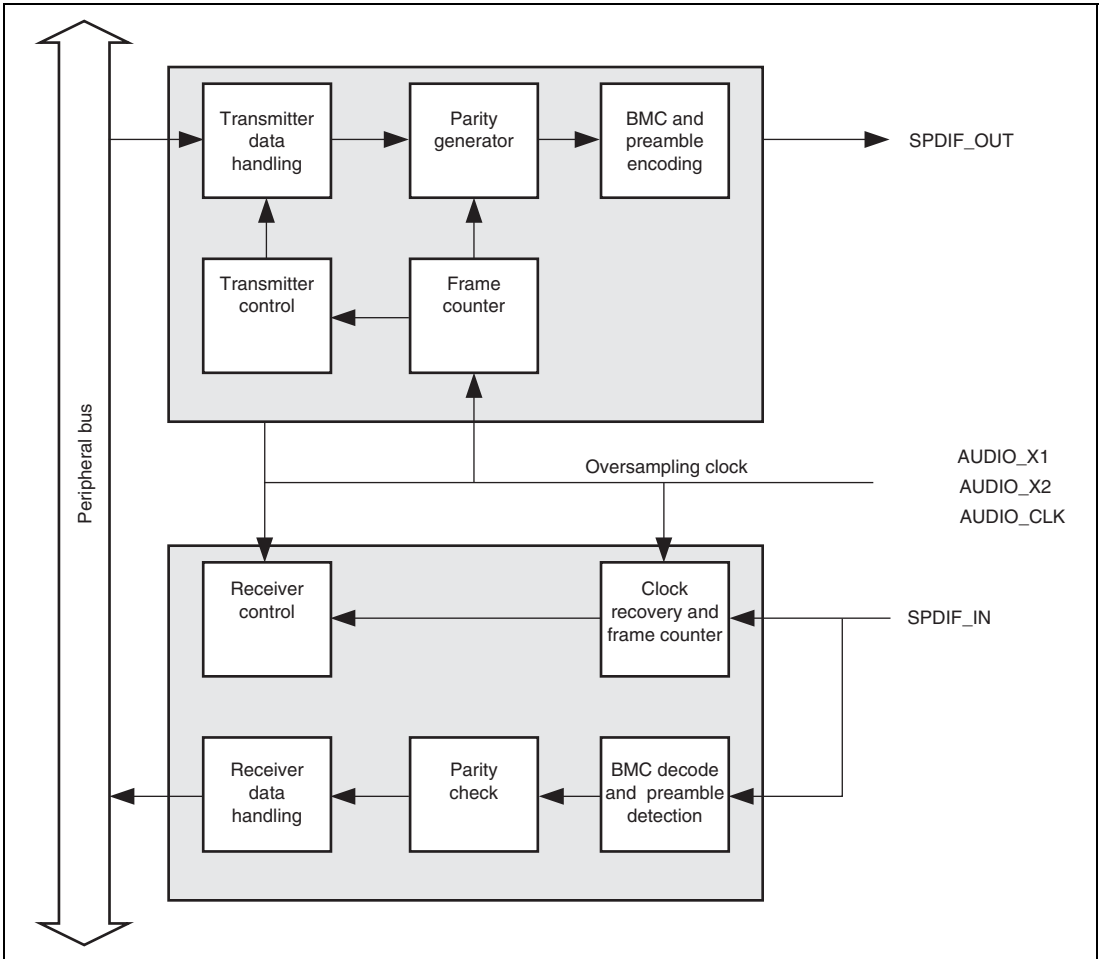 Transmitter
data
handling
Parity
generator
BMC and
preamble
encoding
SPDIF_OUT
Transmitter
control
Frame
counter
Peripheral bus
Oversampling clock
AUDIO_X1
AUDIO_X2
AUDIO_CLK
Receiver
control
Clock
recovery and
frame counter
SPDIF_IN
Receiver
data
handling
Parity
check
BMC decode
and preamble
detection